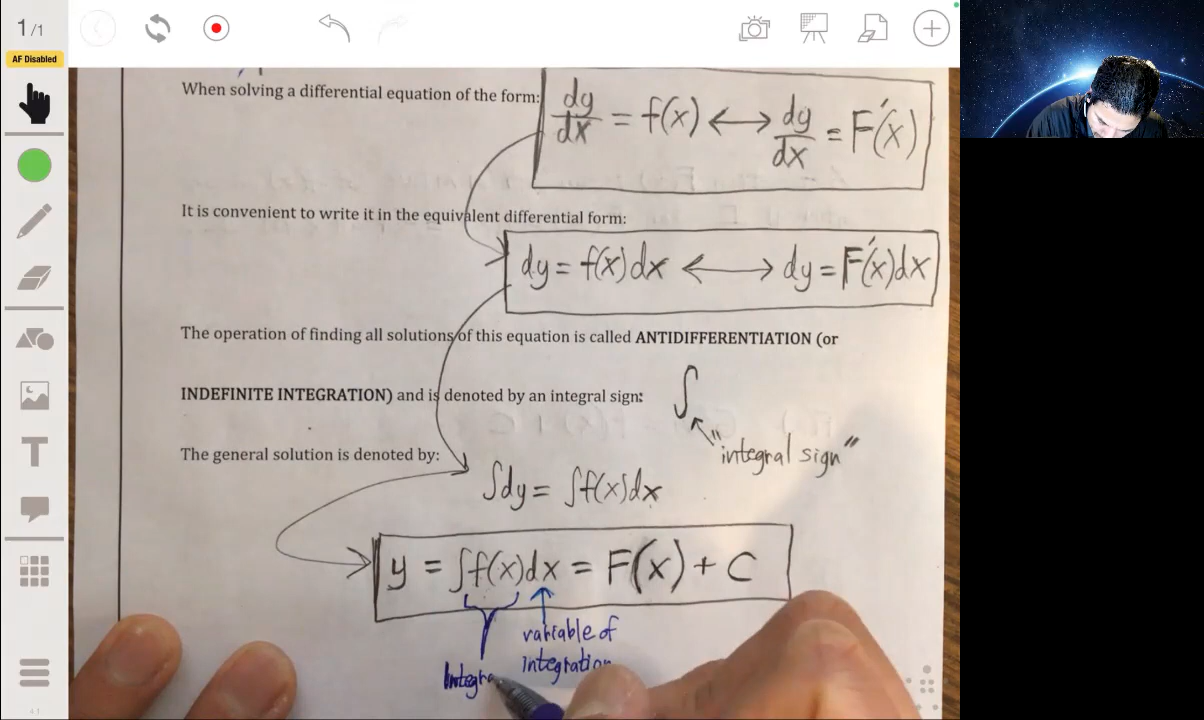 1/1
AF Disabled
When solving a differential equation of the form: dy/dx = f(x) ⟷ dy/dx = F'(x)
It is convenient to write it in the equivalent differential form:
dy = f(x)dx ⟷ dy = F'(x)dx
The operation of finding all solutions of this equation is called ANTIDIFFERENTIATION (or
INDEFINITE INTEGRATION) and is denoted by an integral sign: ∫
"integral sign"
The general solution is denoted by:
∫dy = ∫f(x)dx
y = ∫f(x)dx = F(x) + C
variable of
integration
Integra
T